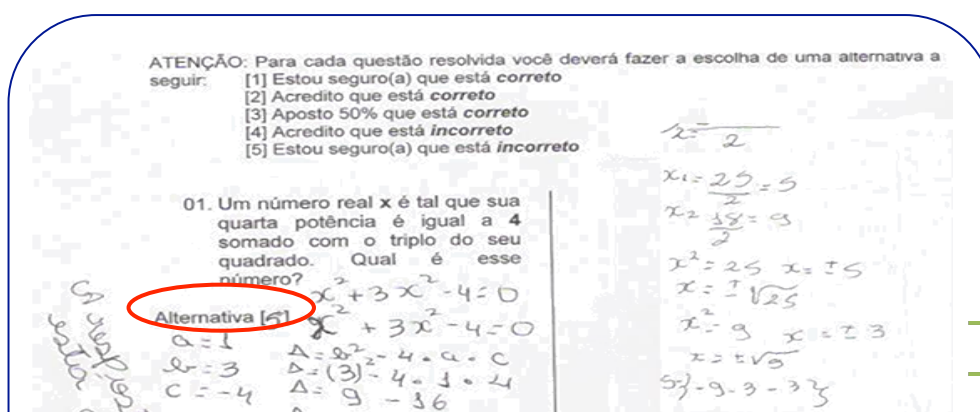 ATENÇÃO: Para cada questão resolvida você deverá fazer a escolha de uma alternativa a
seguir: [1] Estou seguro(a) que está correto
[2] Acredito que está correto
[3] Aposto 50% que está correto
[4] Acredito que está incorreto
[5] Estou seguro(a) que está incorreto
01. Um número real x é tal que sua
quarta potência é igual a 4
somado com o triplo do seu
quadrado. Qual é esse
número?
x² + 3x² - 4 = 0
Alternativa [5]
x² + 3x² - 4 = 0
a = 1
b = 3
c = -4
Δ = b² - 4 . a . c
Δ = (3)² - 4 . 1 . 4
Δ = 9 - 16
2
x₁ = 25 = 5
2
x₂ 18 = 9
2
x² = 25 x = ±5
x = ± √25
x² = 9 x = ± 3
x = ±√9